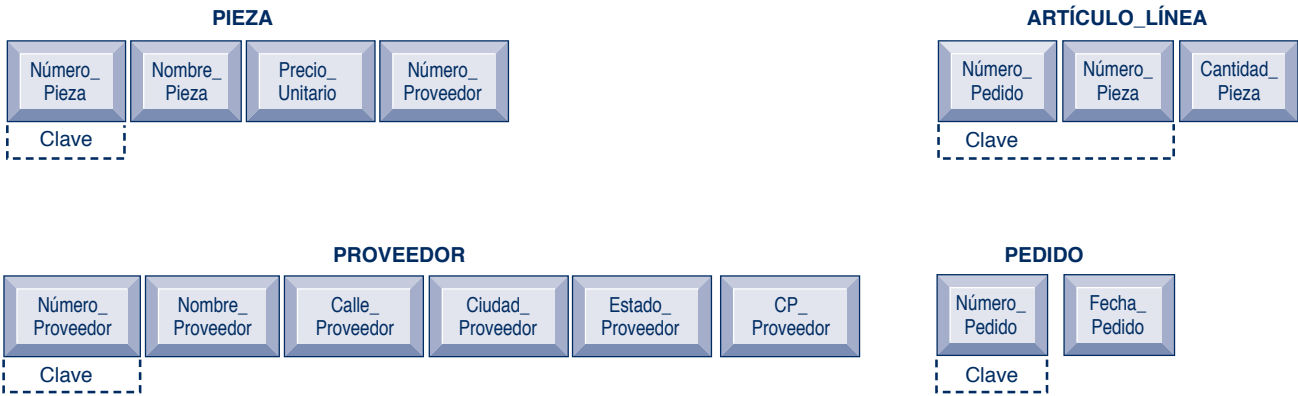 PIEZA
Número_
Pieza
Nombre_
Pieza
Precio_
Unitario
Número_
Proveedor
Clave
ARTÍCULO_LÍNEA
Número_
Pedido
Número_
Pieza
Cantidad_
Pieza
Clave
PROVEEDOR
Número_
Proveedor
Nombre_
Proveedor
Calle_
Proveedor
Ciudad_
Proveedor
Estado_
Proveedor
CP_
Proveedor
Clave
PEDIDO
Número_
Pedido
Fecha_
Pedido
Clave